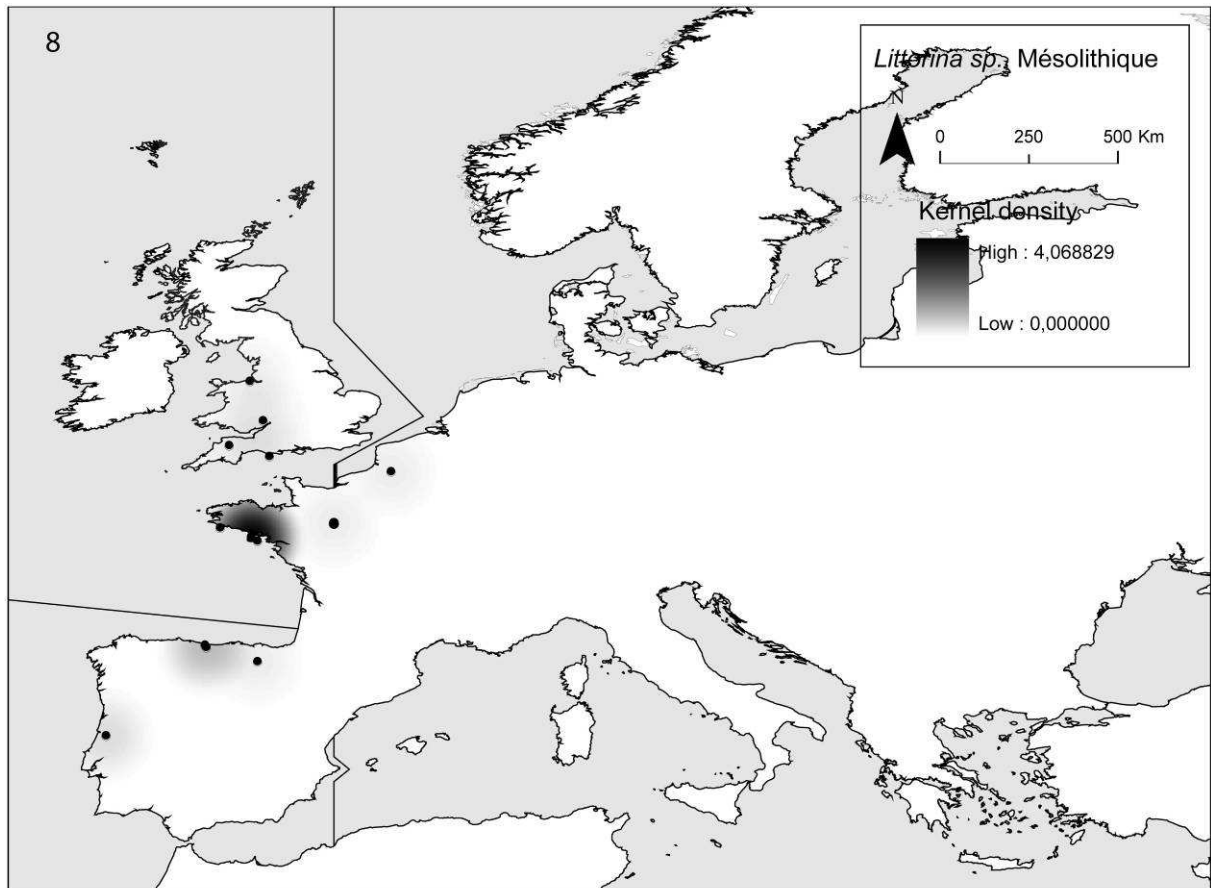 8
Littorina sp. Mésolithique
N
0 250 500 Km
Kernel density
High : 4,068829
Low : 0,000000